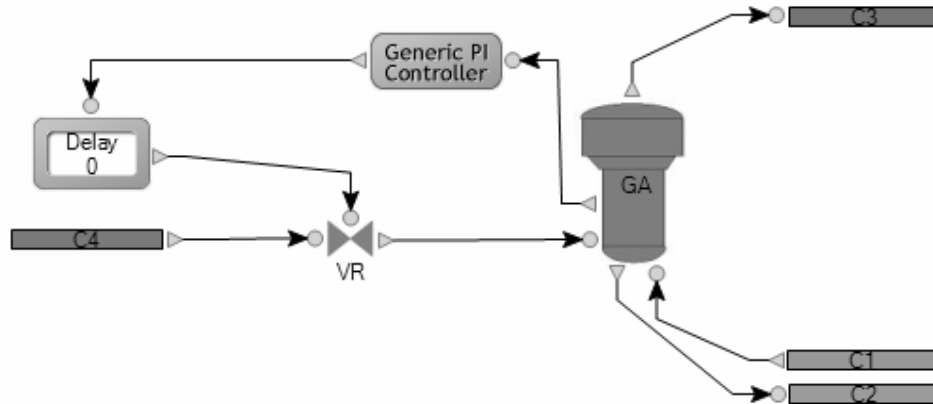 C3
Generic PI
Controller
Delay
0
GA
C4
VR
C1
C2